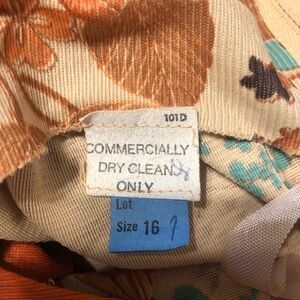 101D
COMMERCIALLY
DRY CLEAN
ONLY
Lot
Size 16